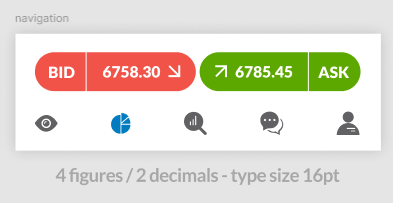 navigation
BID 6758.30 6785.45 ASK
4 figures / 2 decimals - type size 16pt